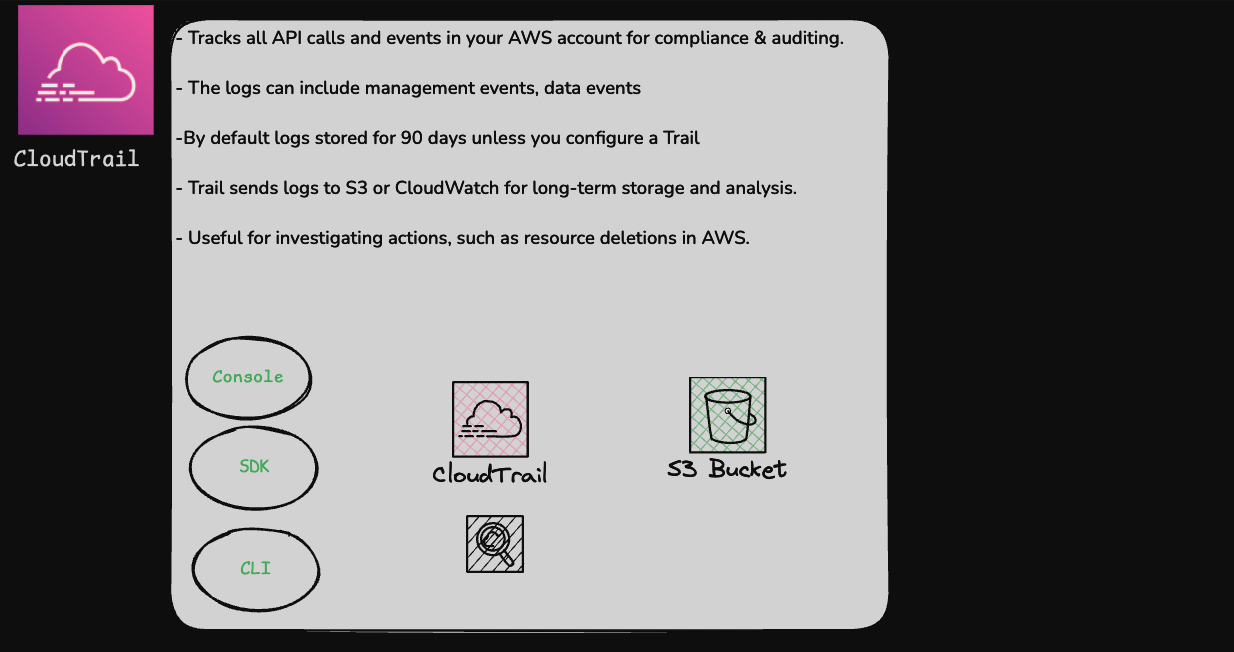 - Tracks all API calls and events in your AWS account for compliance & auditing.
- The logs can include management events, data events
-By default logs stored for 90 days unless you configure a Trail
- Trail sends logs to S3 or CloudWatch for long-term storage and analysis.
- Useful for investigating actions, such as resource deletions in AWS.
CloudTrail
Console
SDK
CLI
CloudTrail
S3 Bucket